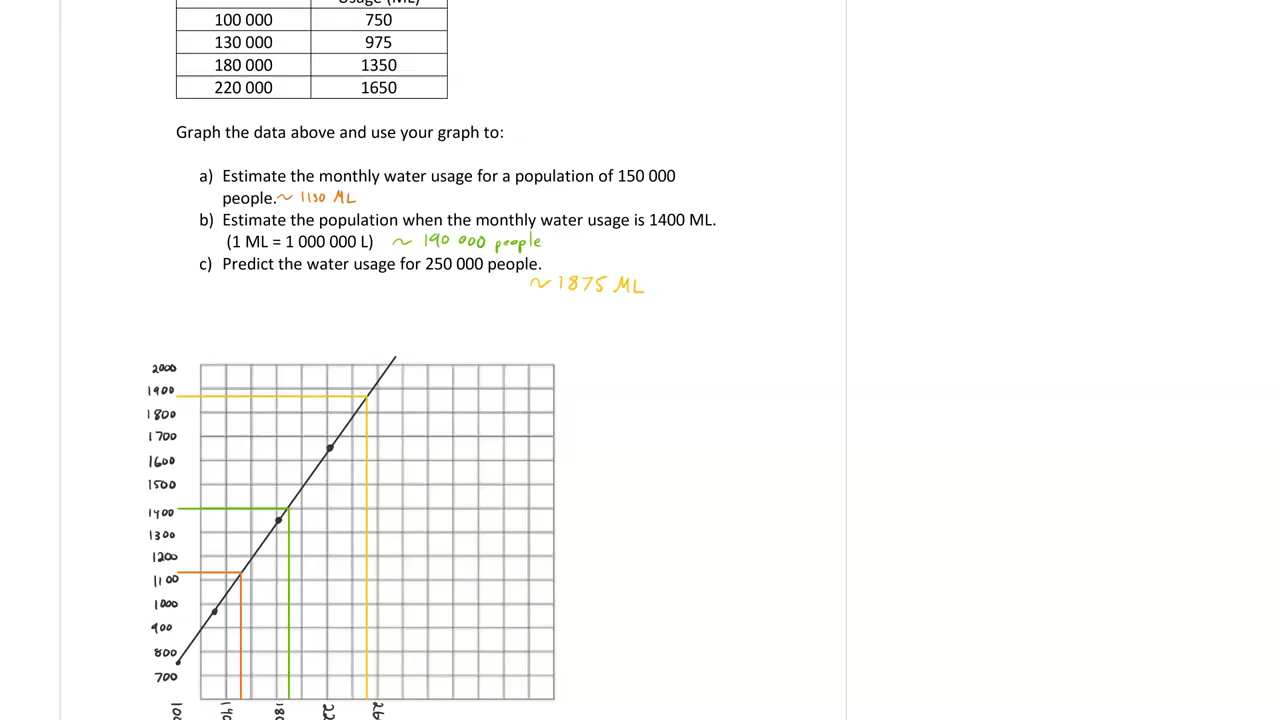 Usage (ML)
100 000 750
130 000 975
180 000 1350
220 000 1650
Graph the data above and use your graph to:
a) Estimate the monthly water usage for a population of 150 000
people. ~ 1150 ML
b) Estimate the population when the monthly water usage is 1400 ML.
(1 ML = 1 000 000 L) ~ 190 000 people
c) Predict the water usage for 250 000 people.
~ 1875 ML
2000
1900
1800
1700
1600
1500
1400
1300
1200
1100
1000
900
800
700